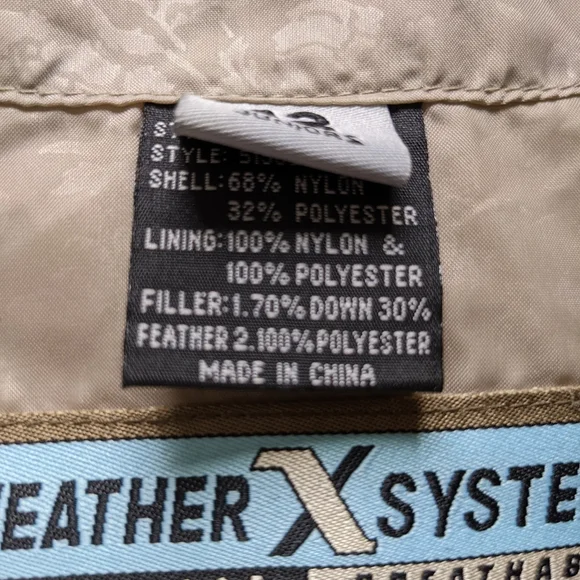 SHELL: 68% NYLON
32% POLYESTER
LINING: 100% NYLON &
100% POLYESTER
FILLER: 1.70% DOWN 30%
FEATHER 2.100% POLYESTER
MADE IN CHINA
EATHER X SYSTE